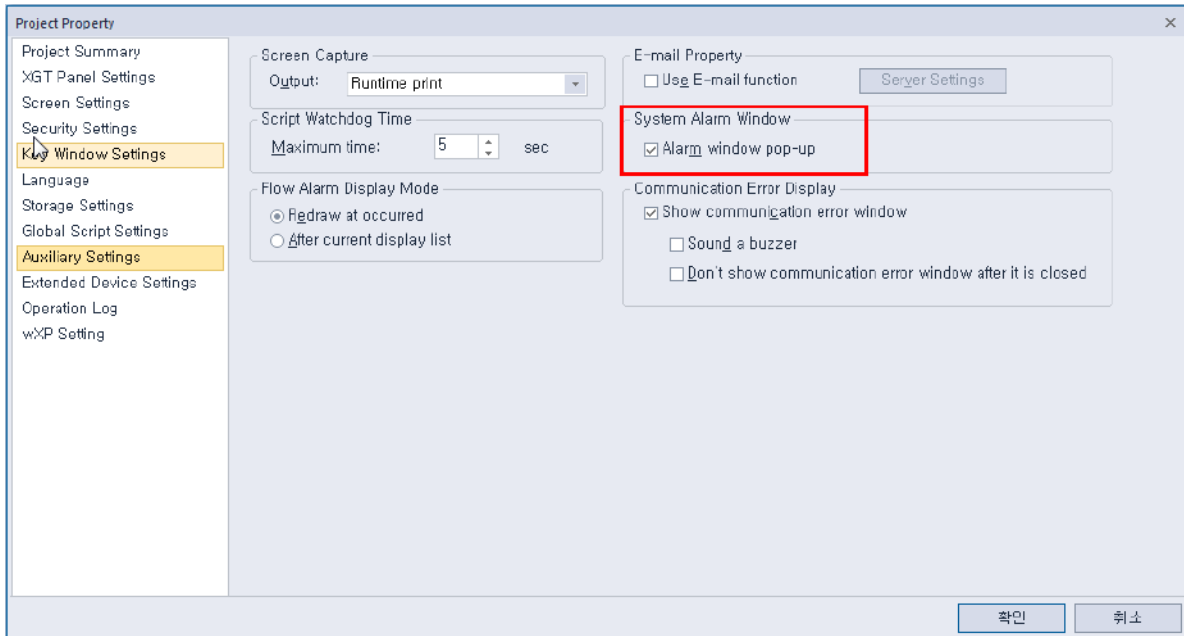 Project Property
Project Summary
XGT Panel Settings
Screen Settings
Security Settings
Key Window Settings
Language
Storage Settings
Global Script Settings
Auxiliary Settings
Extended Device Settings
Operation Log
wXP Setting
Screen Capture
Output: Runtime print
Script Watchdog Time
Maximum time: 5 sec
Flow Alarm Display Mode
Redraw at occurred
After current display list
E-mail Property
Use E-mail function Server Settings
System Alarm Window
Alarm window pop-up
Communication Error Display
Show communication error window
Sound a buzzer
Don't show communication error window after it is closed
확인 취소